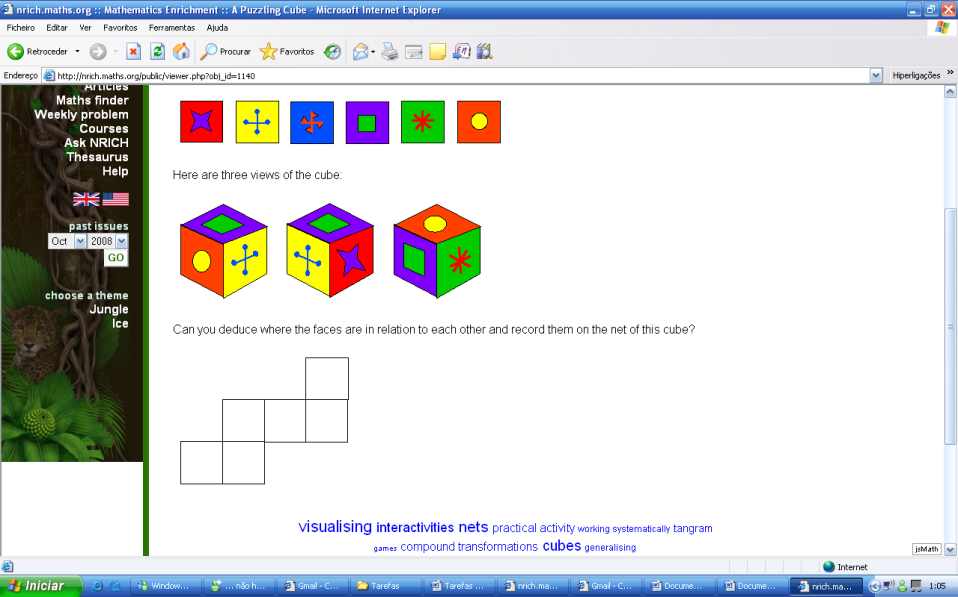 nrich.maths.org :: Mathematics Enrichment :: A Puzzling Cube - Microsoft Internet Explorer
Ficheiro Editar Ver Favoritos Ferramentas Ajuda
Retroceder Procurar Favoritos
Endereço http://nrich.maths.org/public/viewer.php?obj_id=1140 Hiperligações »
Articles
Maths finder
Weekly problem
Courses
Ask NRICH
Thesaurus
Help
past issues
Oct 2008
GO
choose a theme
Jungle
Ice
Here are three views of the cube:
Can you deduce where the faces are in relation to each other and record them on the net of this cube?
visualising interactivities nets practical activity working systematically tangram
games compound transformations cubes generalising
jsMath
Internet
Iniciar Window... ... não h... Gmail - C... Tarefas Tarefas ... nrich.ma... Gmail - C... Docume... Docume... nrich.ma... 1:05